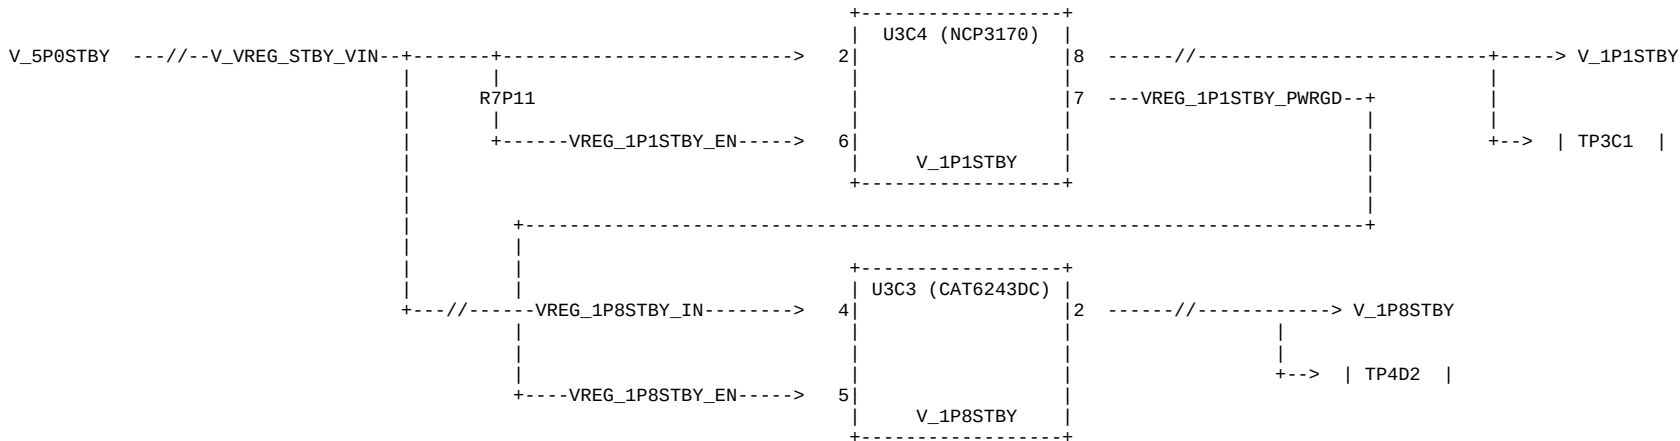 U3C4 (NCP3170)
V_5P0STBY ---//--V_VREG_STBY_VIN--+-------+---------------------------> 2| |8 ------//---------------------------+-----> V_1P1STBY
R7P11 |7 ---VREG_1P1STBY_PWRGD--+
+------VREG_1P1STBY_EN-----> 6| +--> | TP3C1 |
V_1P1STBY
U3C3 (CAT6243DC)
+---//------VREG_1P8STBY_IN--------> 4| |2 ------//------------> V_1P8STBY
+--> | TP4D2 |
+----VREG_1P8STBY_EN-----> 5|
V_1P8STBY